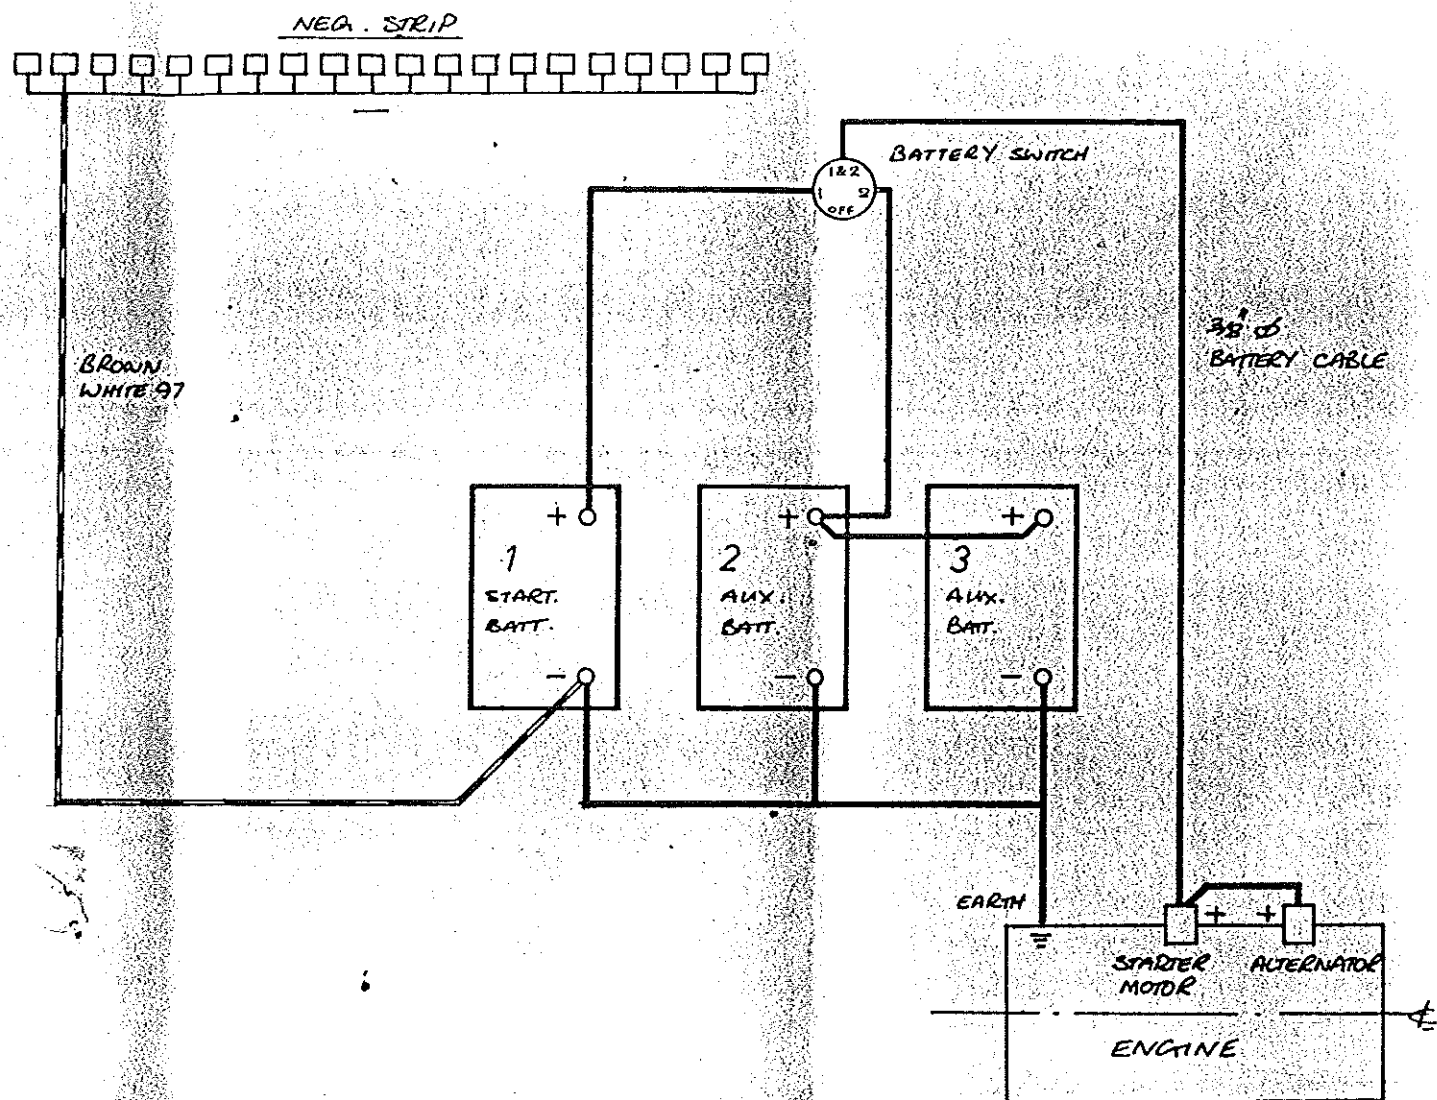 NEG. STRIP
BATTERY SWITCH
1&2
1 2
OFF
3/8" Ø
BATTERY CABLE
BROWN
WHITE 97
+ + +
1 2 3
START. AUX. AUX.
BATT. BATT. BATT.
- - -
EARTH
+ +
STARTER ALTERNATOR
MOTOR
ENGINE